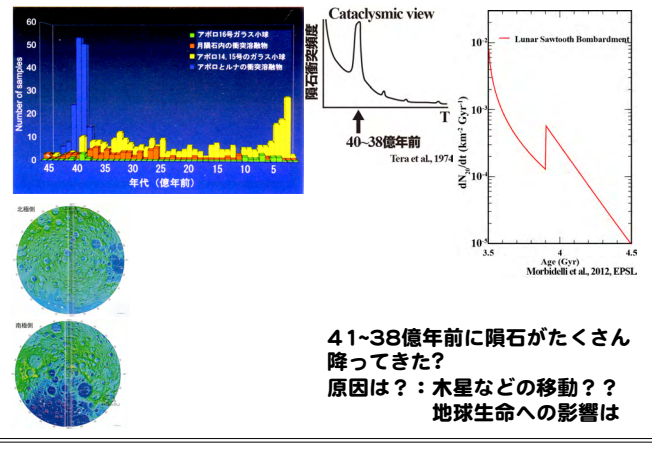 60
50
40
30
20
10
0
Number of samples
アポロ16号ガラス小球
月隕石内の衝突溶融物
アポロ14, 15号のガラス小球
アポロとルナの衝突溶融物
45 40 35 30 25 20 15 10 5
年代（億年前）
Cataclysmic view
隕石衝突頻度
T
40~38億年前
Tera et al., 1974
Lunar Sawtooth Bombardment
10-2
10-3
10-4
10-5
dN20/dt (km-2 Gyr-1)
3.5 4 4.5
Age (Gyr)
Morbidelli et al., 2012, EPSL
北極側
南極側
41~38億年前に隕石がたくさん
降ってきた?
原因は？：木星などの移動？？
地球生命への影響は